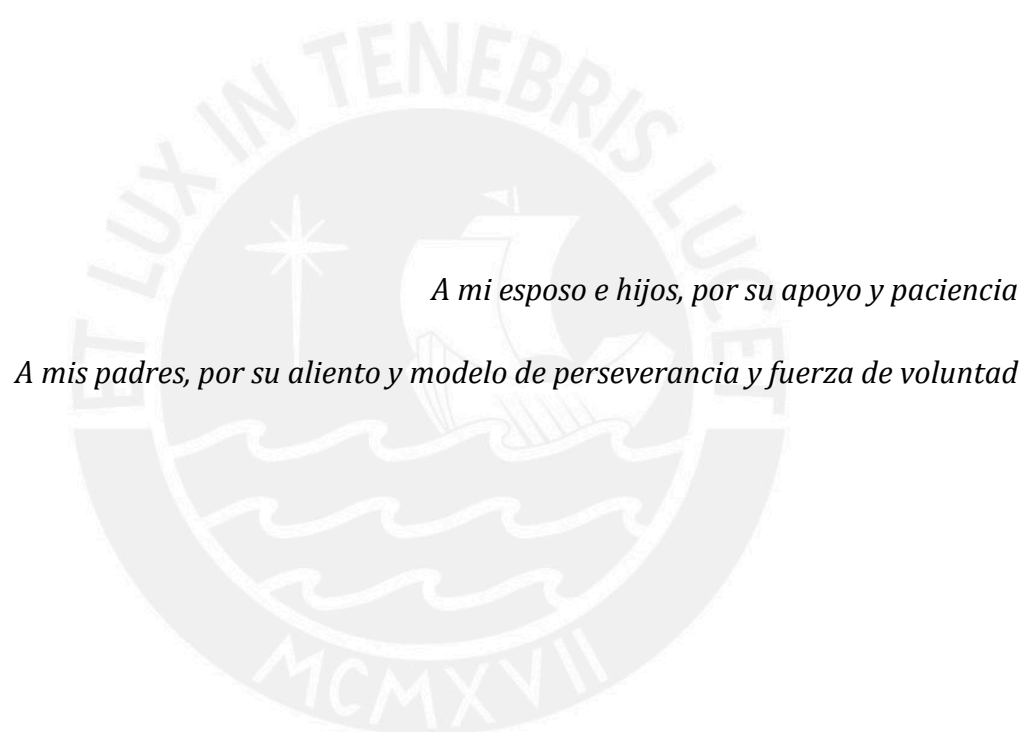 ET LUX IN TENEBRIS LUCET
A mi esposo e hijos, por su apoyo y paciencia
A mis padres, por su aliento y modelo de perseverancia y fuerza de voluntad
MCMXVII